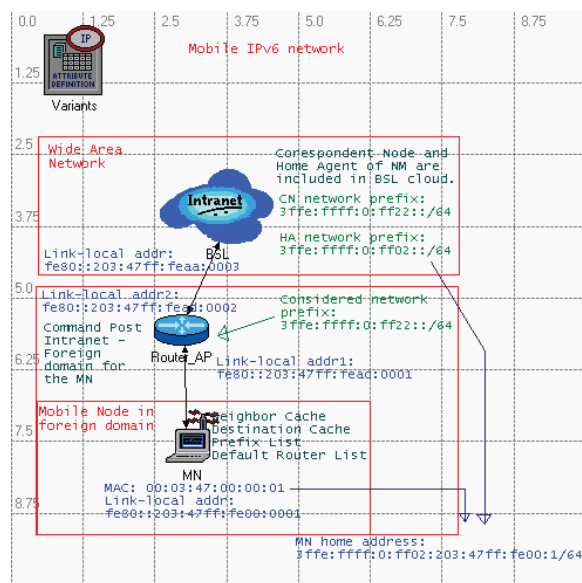 0.0 1.25 2.5 3.75 5.0 6.25 7.5 8.75
Mobile IPv6 network
IP
ATTRIBUTE
DEFINITION
Variants
1.25
2.5
Wide Area
Network
Corespondent Node and
Home Agent of NM are
included in BSL cloud.
Intranet
CN network prefix:
3ffe:ffff:0:ff22::/64
3.75
HA network prefix:
3ffe:ffff:0:ff02::/64
BSL
Link-local addr:
fe80::203:47ff:feaa:0003
5.0
Link-local addr2:
fe80::203:47ff:fead:0002
Considered network
prefix:
3ffe:ffff:0:ff22::/64
Command Post
Intranet -
Foreign
domain for
the MN
Router_AP
6.25
Link-local addr1:
fe80::203:47ff:fead:0001
Mobile Node in
foreign domain
Neighbor Cache
Destination Cache
Prefix List
Default Router List
7.5
MN
MAC: 00:03:47:00:00:01
Link-local addr:
fe80::203:47ff:fe00:0001
8.75
MN home address:
3ffe:ffff:0:ff02:203:47ff:fe00:1/64